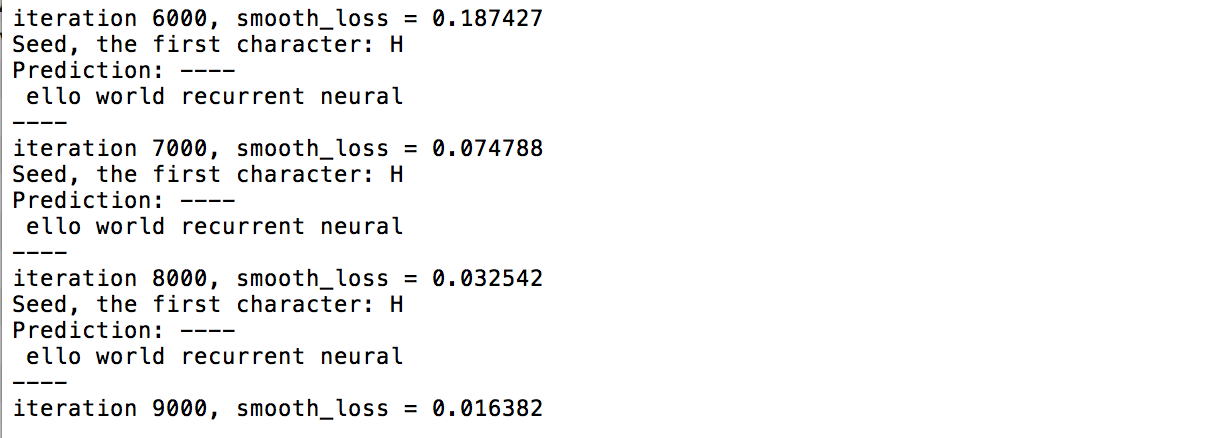 iteration 6000, smooth_loss = 0.187427
Seed, the first character: H
Prediction: ----
 ello world recurrent neural
----
iteration 7000, smooth_loss = 0.074788
Seed, the first character: H
Prediction: ----
 ello world recurrent neural
----
iteration 8000, smooth_loss = 0.032542
Seed, the first character: H
Prediction: ----
 ello world recurrent neural
----
iteration 9000, smooth_loss = 0.016382